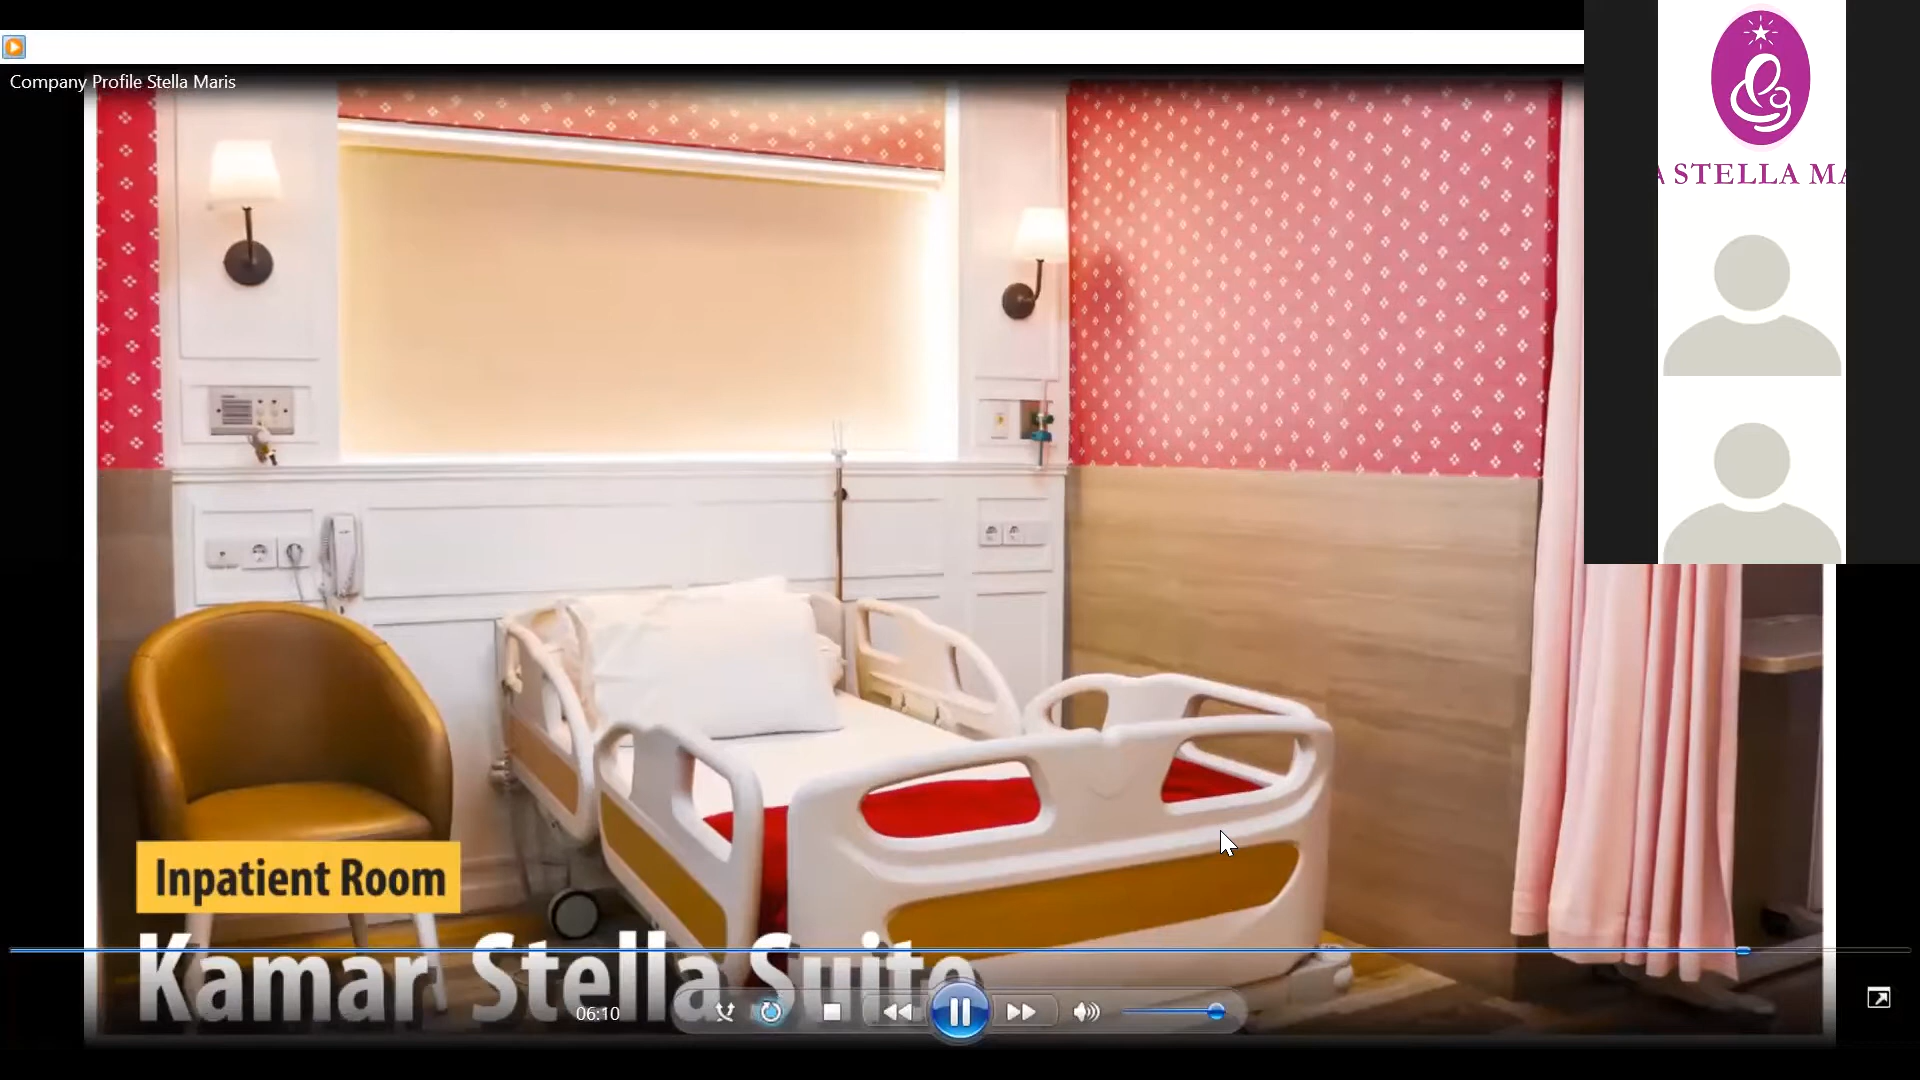 Company Profile Stella Maris
A STELLA MA
Inpatient Room
Kamar Stella Suite
06:10